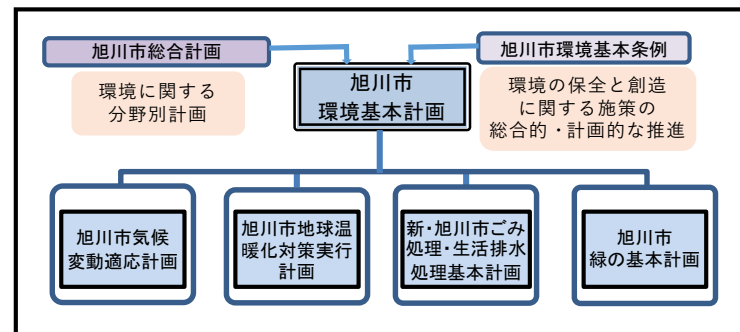 旭川市総合計画
環境に関する
分野別計画
旭川市
環境基本計画
旭川市環境基本条例
環境の保全と創造
に関する施策の
総合的・計画的な推進
旭川市気候
変動適応計画
旭川市地球温
暖化対策実行
計画
新・旭川市ごみ
処理・生活排水
処理基本計画
旭川市
緑の基本計画